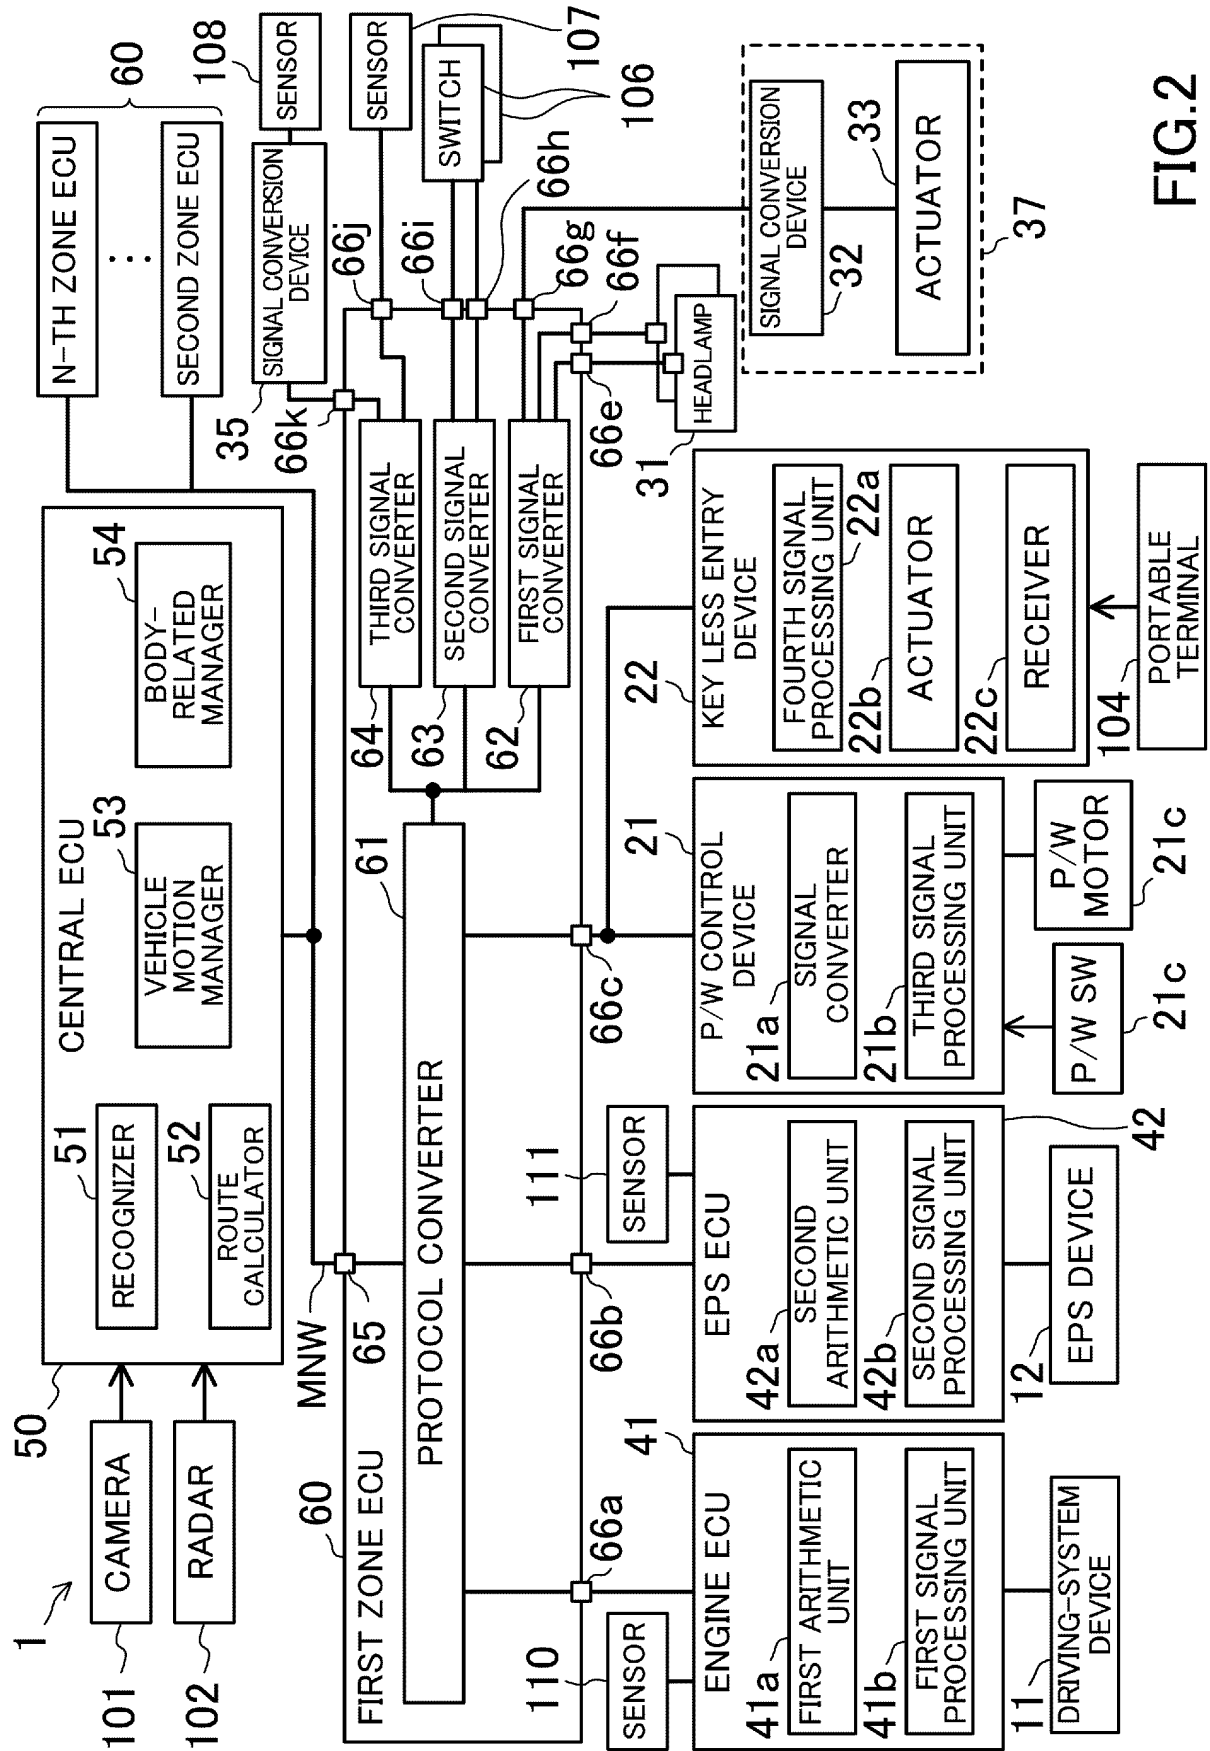 1
101
CAMERA
102
RADAR
50
CENTRAL ECU
51
RECOGNIZER
52
ROUTE
CALCULATOR
53
VEHICLE
MOTION
MANAGER
54
BODY-
RELATED
MANAGER
60
N-TH ZONE ECU
...
SECOND ZONE ECU
MNW
65
60
FIRST ZONE ECU
61
PROTOCOL CONVERTER
64
THIRD SIGNAL
CONVERTER
63
SECOND SIGNAL
CONVERTER
62
FIRST SIGNAL
CONVERTER
35
SIGNAL CONVERSION
DEVICE
108
SENSOR
SENSOR
107
SWITCH
106
66k
66j
66i
66h
66g
66f
66e
66a
66b
66c
31
HEADLAMP
SIGNAL CONVERSION
DEVICE
32
33
ACTUATOR
37
110
SENSOR
41
ENGINE ECU
41a
FIRST ARITHMETIC
UNIT
41b
FIRST SIGNAL
PROCESSING UNIT
11
DRIVING-SYSTEM
DEVICE
111
SENSOR
EPS ECU
42a
SECOND
ARITHMETIC UNIT
42b
SECOND SIGNAL
PROCESSING UNIT
42
12
EPS DEVICE
21
P/W CONTROL
DEVICE
21a
SIGNAL
CONVERTER
21b
THIRD SIGNAL
PROCESSING UNIT
P/W SW
21c
P/W
MOTOR
21c
22
KEY LESS ENTRY
DEVICE
FOURTH SIGNAL
PROCESSING UNIT
22a
22b
ACTUATOR
22c
RECEIVER
104
PORTABLE
TERMINAL
FIG.2